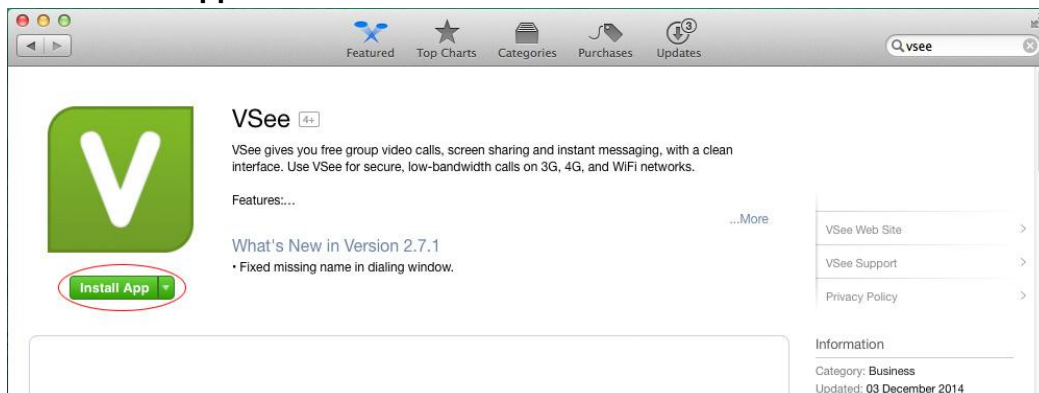 3
Featured Top Charts Categories Purchases Updates
vsee
V
VSee 4+
VSee gives you free group video calls, screen sharing and instant messaging, with a clean
interface. Use VSee for secure, low-bandwidth calls on 3G, 4G, and WiFi networks.
Features:...
...More
What's New in Version 2.7.1
• Fixed missing name in dialing window.
Install App
VSee Web Site
VSee Support
Privacy Policy
Information
Category: Business
Updated: 03 December 2014